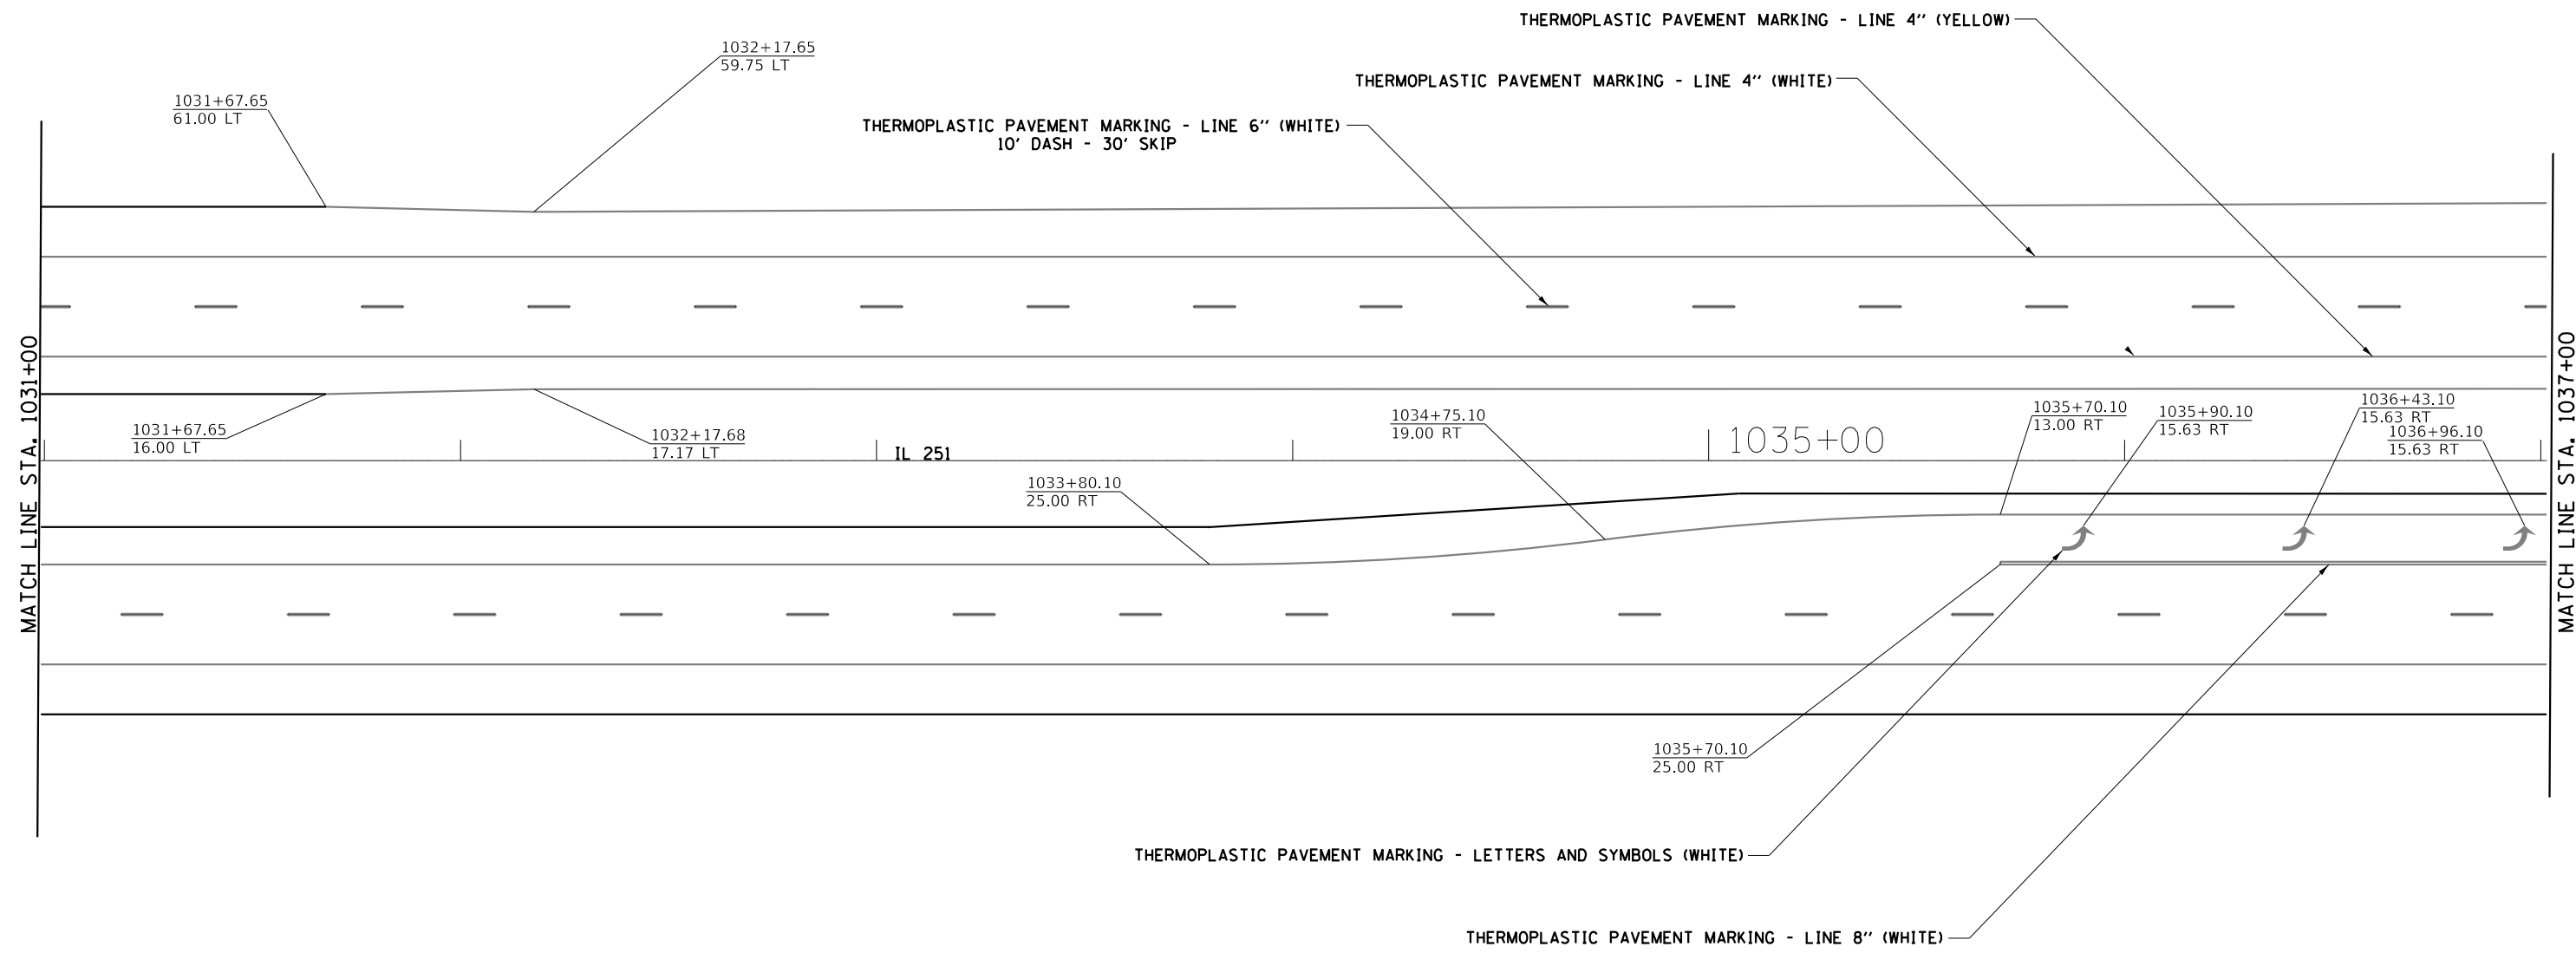 THERMOPLASTIC PAVEMENT MARKING - LINE 4'' (YELLOW)
1032+17.65
59.75 LT
THERMOPLASTIC PAVEMENT MARKING - LINE 4'' (WHITE)
1031+67.65
61.00 LT
THERMOPLASTIC PAVEMENT MARKING - LINE 6'' (WHITE)
10' DASH - 30' SKIP
MATCH LINE STA. 1031+00
MATCH LINE STA. 1037+00
1031+67.65
16.00 LT
1032+17.68
17.17 LT
IL 251
1034+75.10
19.00 RT
1035+00
1035+70.10
13.00 RT
1035+90.10
15.63 RT
1036+43.10
15.63 RT
1036+96.10
15.63 RT
1033+80.10
25.00 RT
1035+70.10
25.00 RT
THERMOPLASTIC PAVEMENT MARKING - LETTERS AND SYMBOLS (WHITE)
THERMOPLASTIC PAVEMENT MARKING - LINE 8'' (WHITE)